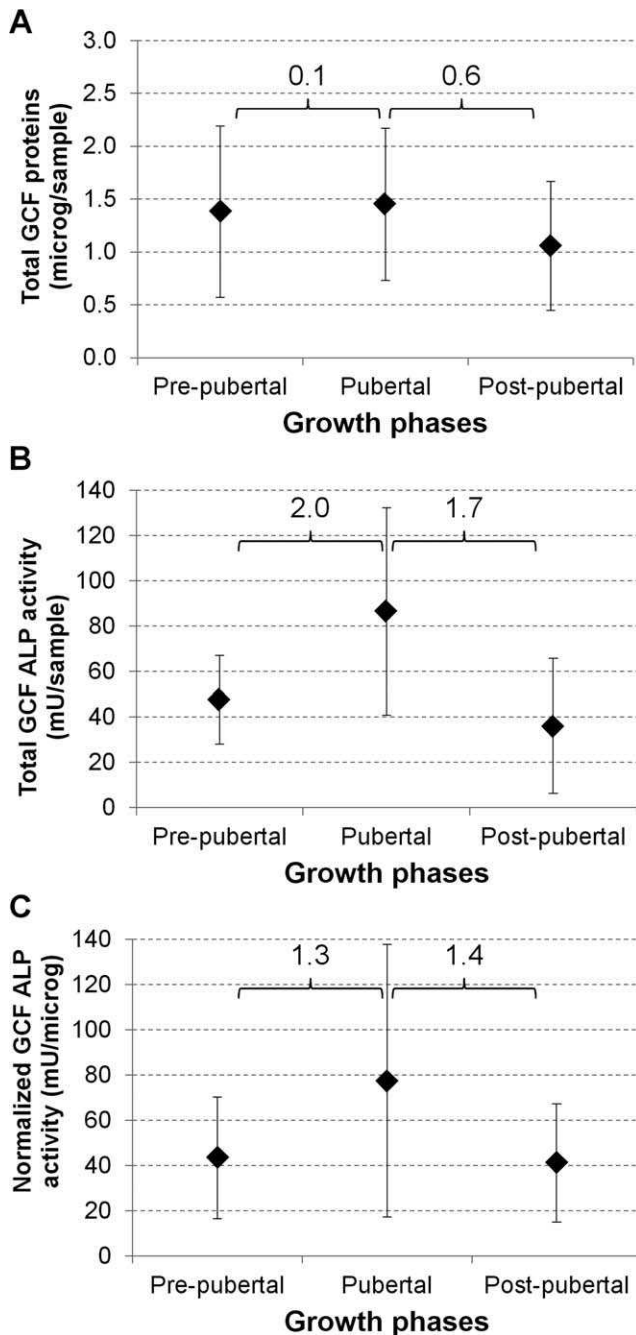 A
Total GCF proteins
(microg/sample)
3.0
2.5
2.0
1.5
1.0
0.5
0.0
0.1
0.6
Pre-pubertal Pubertal Post-pubertal
Growth phases
B
Total GCF ALP activity
(mU/sample)
140
120
100
80
60
40
20
0
2.0
1.7
Pre-pubertal Pubertal Post-pubertal
Growth phases
C
Normalized GCF ALP
activity (mU/microg)
140
120
100
80
60
40
20
0
1.3
1.4
Pre-pubertal Pubertal Post-pubertal
Growth phases